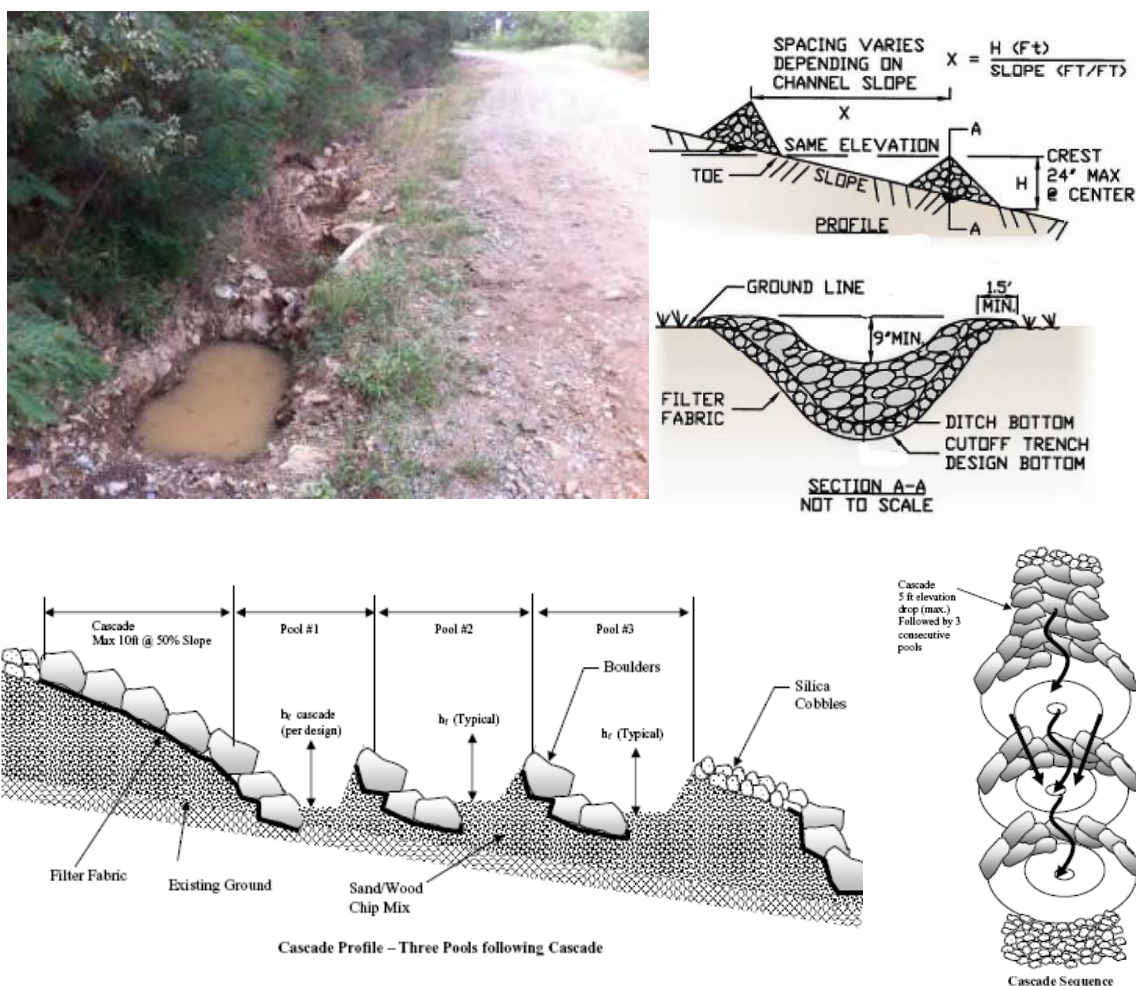 SPACING VARIES
DEPENDING ON
CHANNEL SLOPE
X = H (Ft)
SLOPE (FT/FT)
X
A
SAME ELEVATION
TOE
SLOPE
H
CREST
24" MAX
@ CENTER
A
PROFILE
GROUND LINE
1.5'
MIN.
9"MIN.
FILTER
FABRIC
DITCH BOTTOM
CUTOFF TRENCH
DESIGN BOTTOM
SECTION A-A
NOT TO SCALE
Cascade
Max 10ft @ 50% Slope
Pool #1
Pool #2
Pool #3
Boulders
Silica
Cobbles
hf cascade
(per design)
hf (Typical)
hf (Typical)
Filter Fabric
Existing Ground
Sand/Wood
Chip Mix
Cascade Profile – Three Pools following Cascade
Cascade
5 ft elevation
drop (max.)
Followed by 3
consecutive
pools
Cascade Sequence